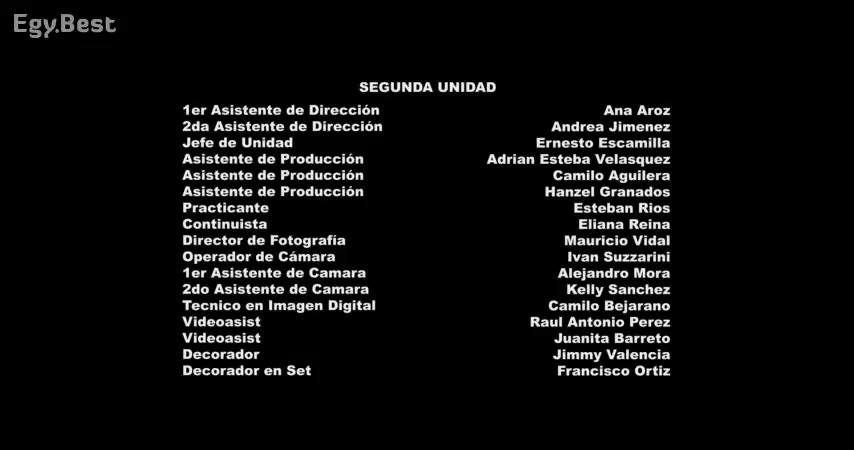 Egy.Best
SEGUNDA UNIDAD
1er Asistente de Dirección Ana Aroz
2da Asistente de Dirección Andrea Jimenez
Jefe de Unidad Ernesto Escamilla
Asistente de Producción Adrian Esteba Velasquez
Asistente de Producción Camilo Aguilera
Asistente de Producción Hanzel Granados
Practicante Esteban Rios
Continuista Eliana Reina
Director de Fotografía Mauricio Vidal
Operador de Cámara Ivan Suzzarini
1er Asistente de Camara Alejandro Mora
2do Asistente de Camara Kelly Sanchez
Tecnico en Imagen Digital Camilo Bejarano
Videoasist Raul Antonio Perez
Videoasist Juanita Barreto
Decorador Jimmy Valencia
Decorador en Set Francisco Ortiz